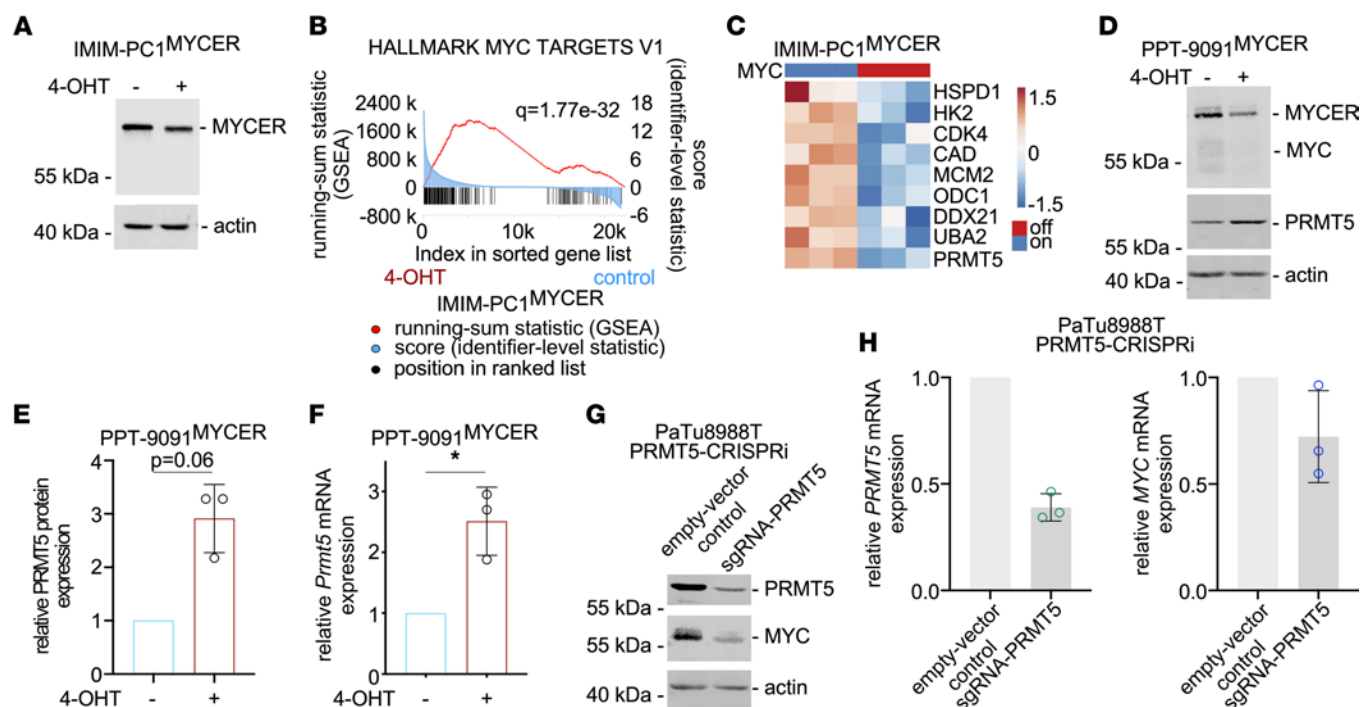 A
IMIM-PC1MYCER
4-OHT - +
- MYCER
55 kDa -
40 kDa -
- actin
B
HALLMARK MYC TARGETS V1
running-sum statistic
(GSEA)
2400 k
1600 k
800 k
0
-800 k
q=1.77e-32
18
12
6
0
-6
score
(identifier-level statistic)
0 10k 20k
Index in sorted gene list
4-OHT control
IMIM-PC1MYCER
running-sum statistic (GSEA)
score (identifier-level statistic)
position in ranked list
C
IMIM-PC1MYCER
MYC
HSPD1
HK2
CDK4
CAD
MCM2
ODC1
DDX21
UBA2
PRMT5
1.5
0
-1.5
off
on
D
PPT-9091MYCER
4-OHT - +
- MYCER
- MYC
55 kDa -
- PRMT5
55 kDa -
40 kDa -
- actin
E
PPT-9091MYCER
p=0.06
relative PRMT5 protein
expression
4
3
2
1
0
4-OHT - +
F
PPT-9091MYCER
*
relative Prmt5 mRNA
expression
3
2
1
0
4-OHT - +
G
PaTu8988T
PRMT5-CRISPRi
empty-vector
control
sgRNA-PRMT5
- PRMT5
55 kDa -
55 kDa -
- MYC
40 kDa -
- actin
H
PaTu8988T
PRMT5-CRISPRi
relative PRMT5 mRNA
expression
1.0
0.5
0.0
empty-vector
control
sgRNA-PRMT5
relative MYC mRNA
expression
1.0
0.5
0.0
empty-vector
control
sgRNA-PRMT5